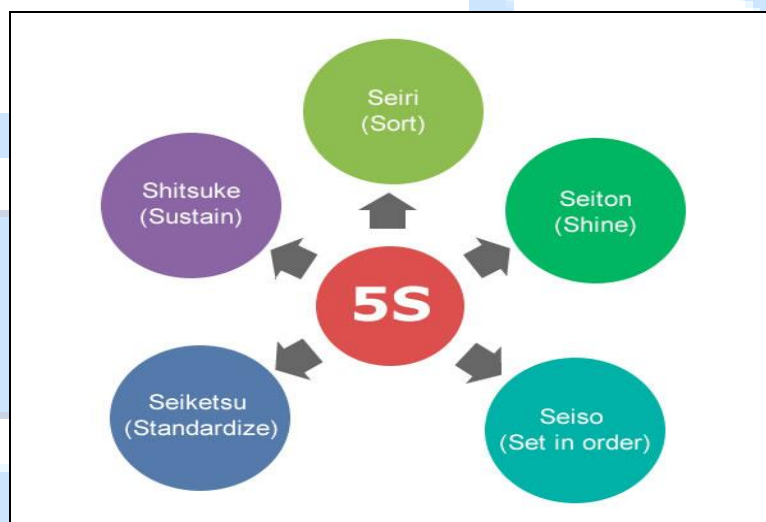 Seiri
(Sort)
Shitsuke
(Sustain)
Seiton
(Shine)
5S
Seiketsu
(Standardize)
Seiso
(Set in order)